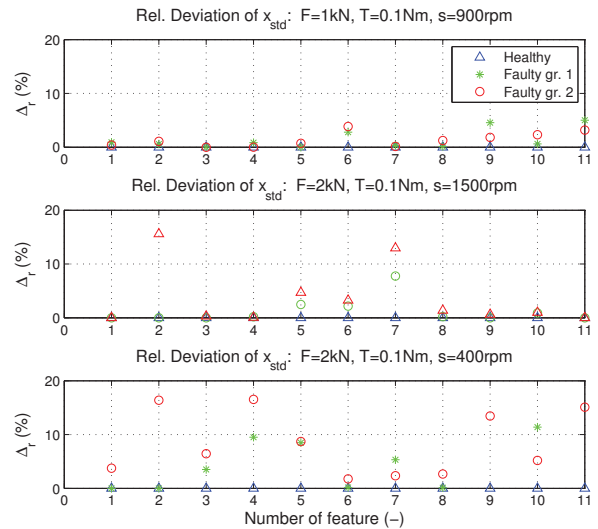 Rel. Deviation of x_std: F=1kN, T=0.1Nm, s=900rpm
20
10
0
Δ_r (%)
Healthy
Faulty gr. 1
Faulty gr. 2
0 1 2 3 4 5 6 7 8 9 10 11
Rel. Deviation of x_std: F=2kN, T=0.1Nm, s=1500rpm
20
10
0
Δ_r (%)
0 1 2 3 4 5 6 7 8 9 10 11
Rel. Deviation of x_std: F=2kN, T=0.1Nm, s=400rpm
20
10
0
Δ_r (%)
0 1 2 3 4 5 6 7 8 9 10 11
Number of feature (−)